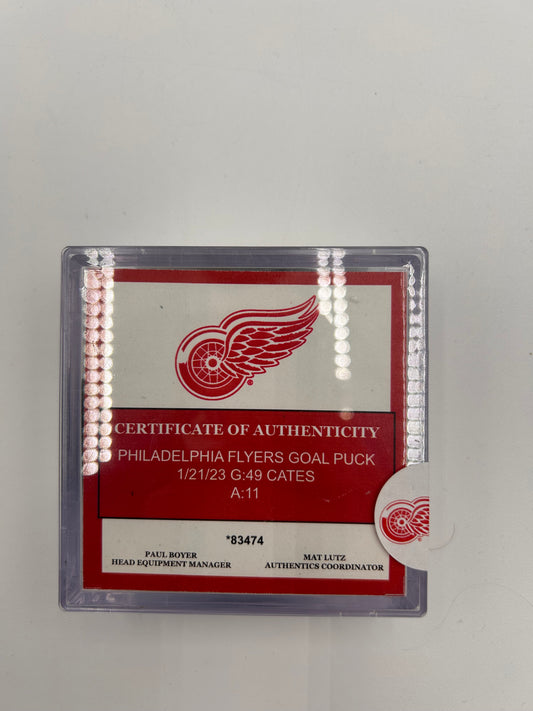 CERTIFICATE OF AUTHENTICITY
PHILADELPHIA FLYERS GOAL PUCK
1/21/23 G:49 CATES
A:11
*83474
PAUL BOYER
HEAD EQUIPMENT MANAGER
MAT LUTZ
AUTHENTICS COORDINATOR